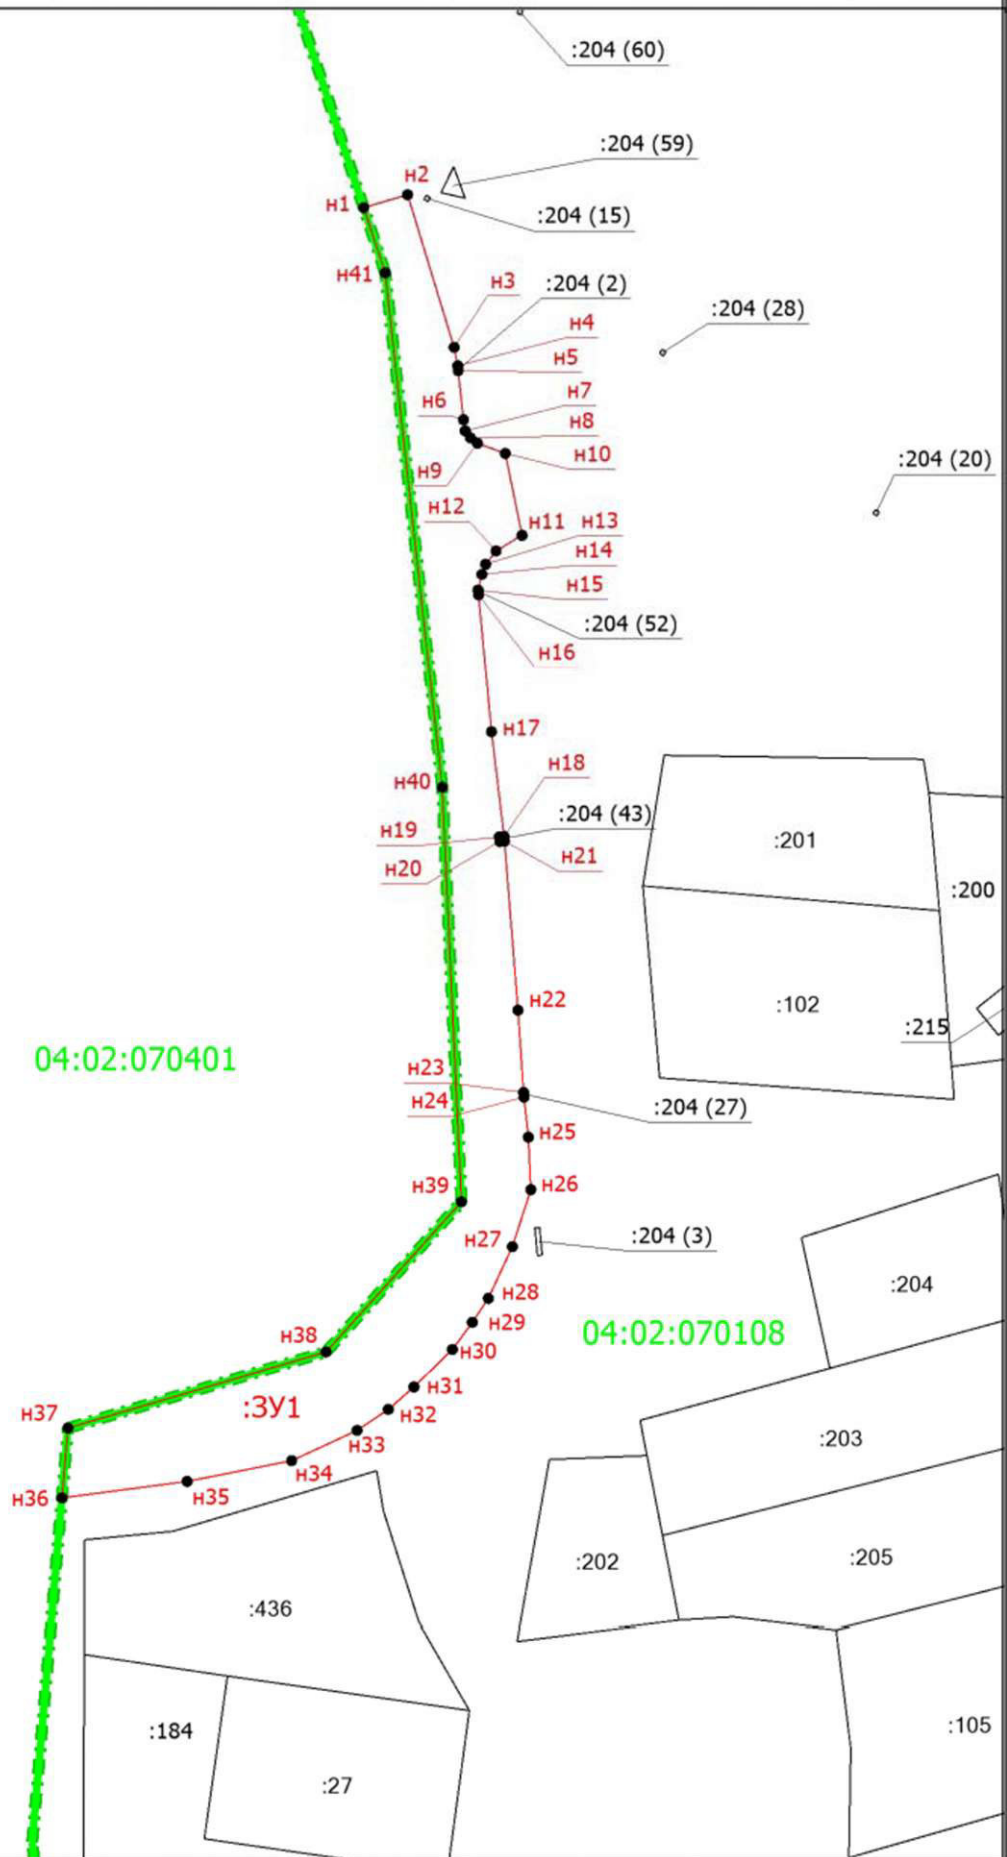 :204 (60)
:204 (59)
н2
н1
:204 (15)
н41
н3
:204 (2)
:204 (28)
н4
н5
н7
н6
н8
н10
:204 (20)
н9
н12
н11
н13
н14
н15
:204 (52)
н16
н17
н18
н40
:204 (43)
н19
:201
н21
н20
:200
н22
:102
:215
04:02:070401
н23
н24
:204 (27)
н25
н39
н26
н27
:204 (3)
:204
н28
н29
04:02:070108
н38
н30
н31
:ЗУ1
н37
н32
н33
:203
н34
н36
н35
:202
:205
:436
:184
:105
:27